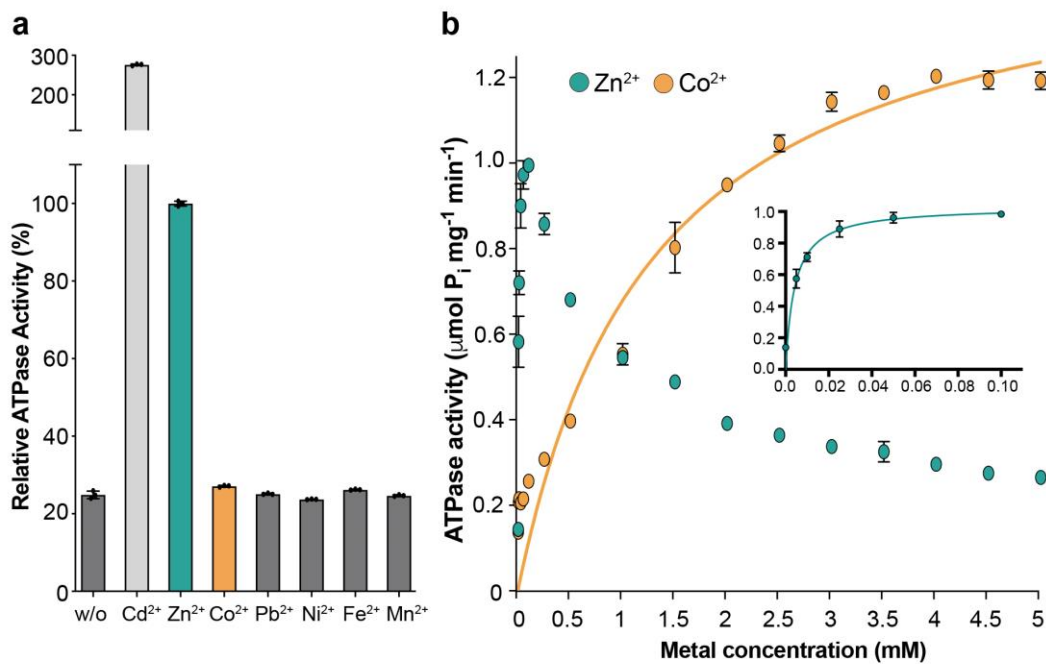 a
Relative ATPase Activity (%)
300
200
100
80
60
40
20
0
w/o Cd²⁺ Zn²⁺ Co²⁺ Pb²⁺ Ni²⁺ Fe²⁺ Mn²⁺
b
ATPase activity (μmol Pᵢ mg⁻¹ min⁻¹)
1.2
1.0
0.8
0.6
0.4
0.2
0
Zn²⁺ Co²⁺
1.0
0.8
0.6
0.4
0.2
0.0
0.0 0.02 0.04 0.06 0.08 0.10
0 0.5 1 1.5 2 2.5 3 3.5 4 4.5 5
Metal concentration (mM)